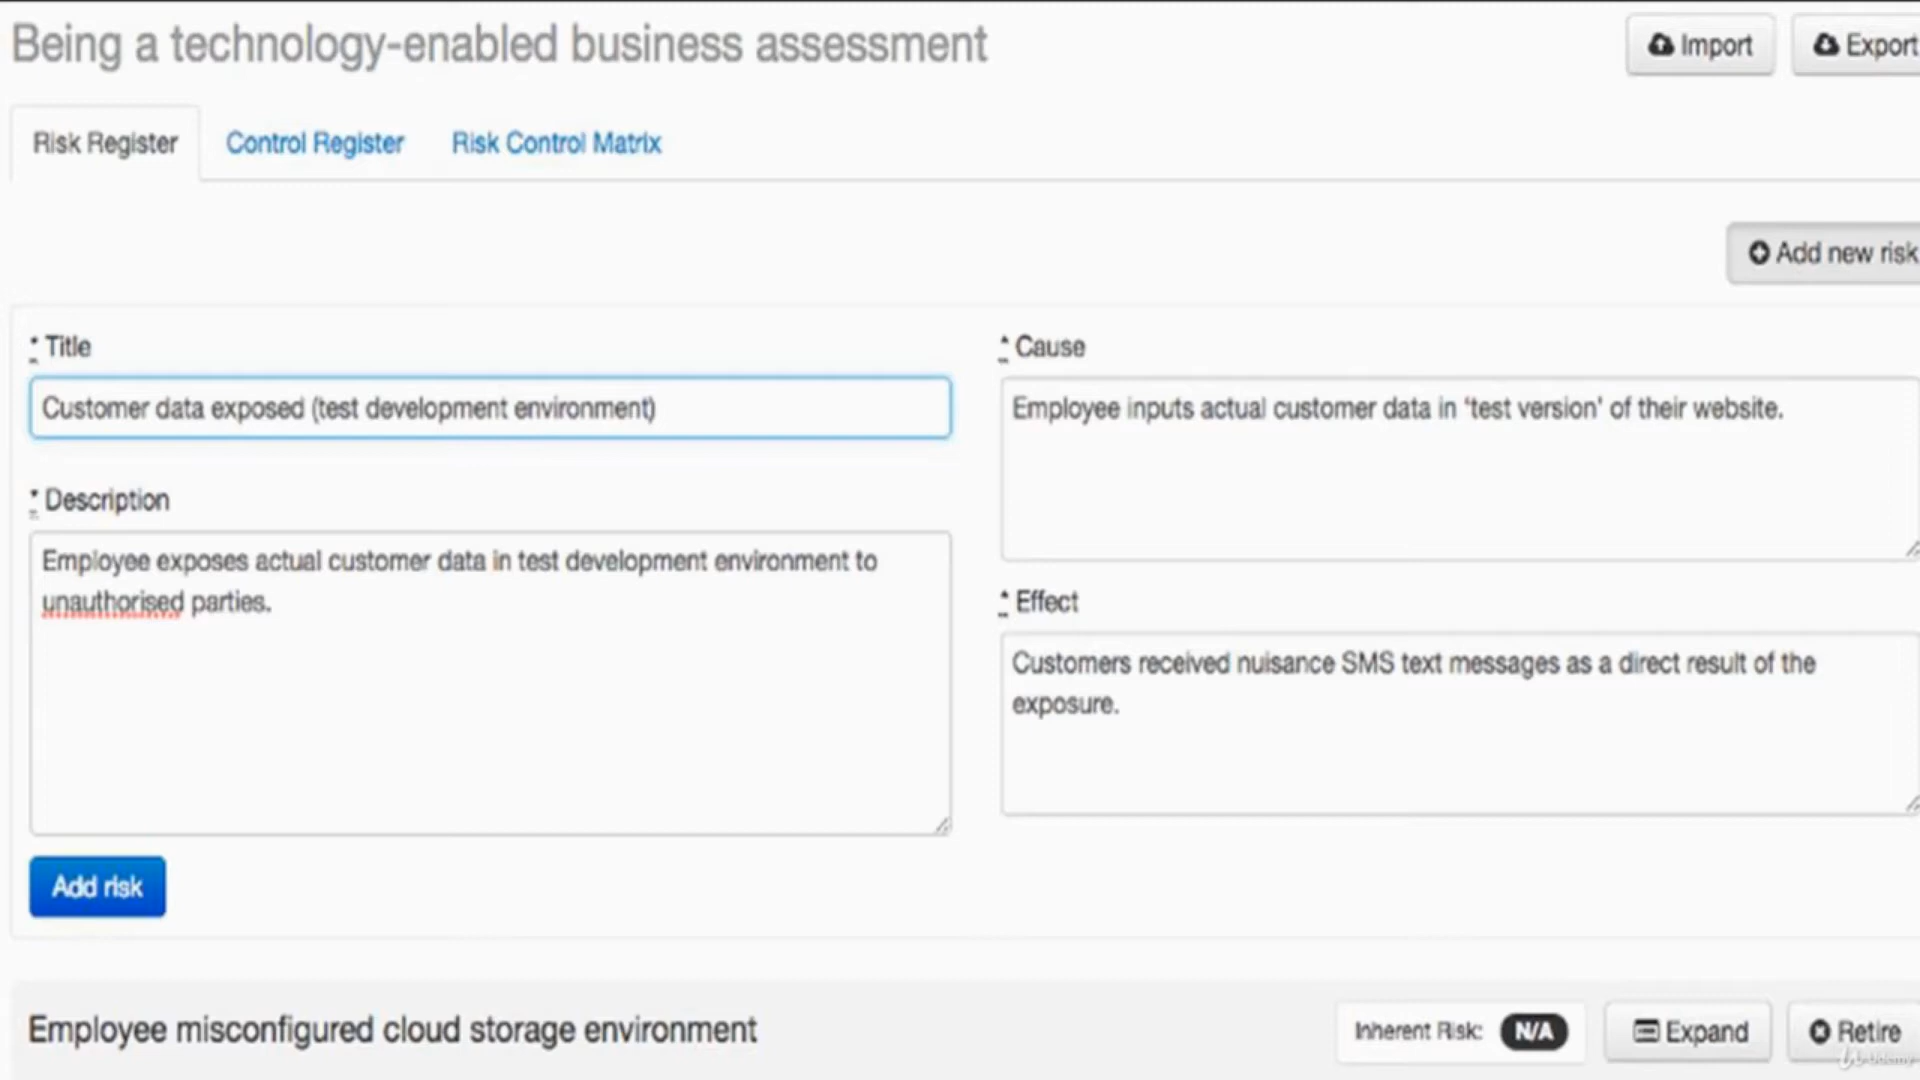 Being a technology-enabled business assessment
Import
Export
Risk Register
Control Register
Risk Control Matrix
Add new risk
* Title
* Cause
Customer data exposed (test development environment)
Employee inputs actual customer data in 'test version' of their website.
* Description
Employee exposes actual customer data in test development environment to
unauthorised parties.
* Effect
Customers received nuisance SMS text messages as a direct result of the
exposure.
Add risk
Employee misconfigured cloud storage environment
Inherent Risk: N/A
Expand
Retire
Udemy